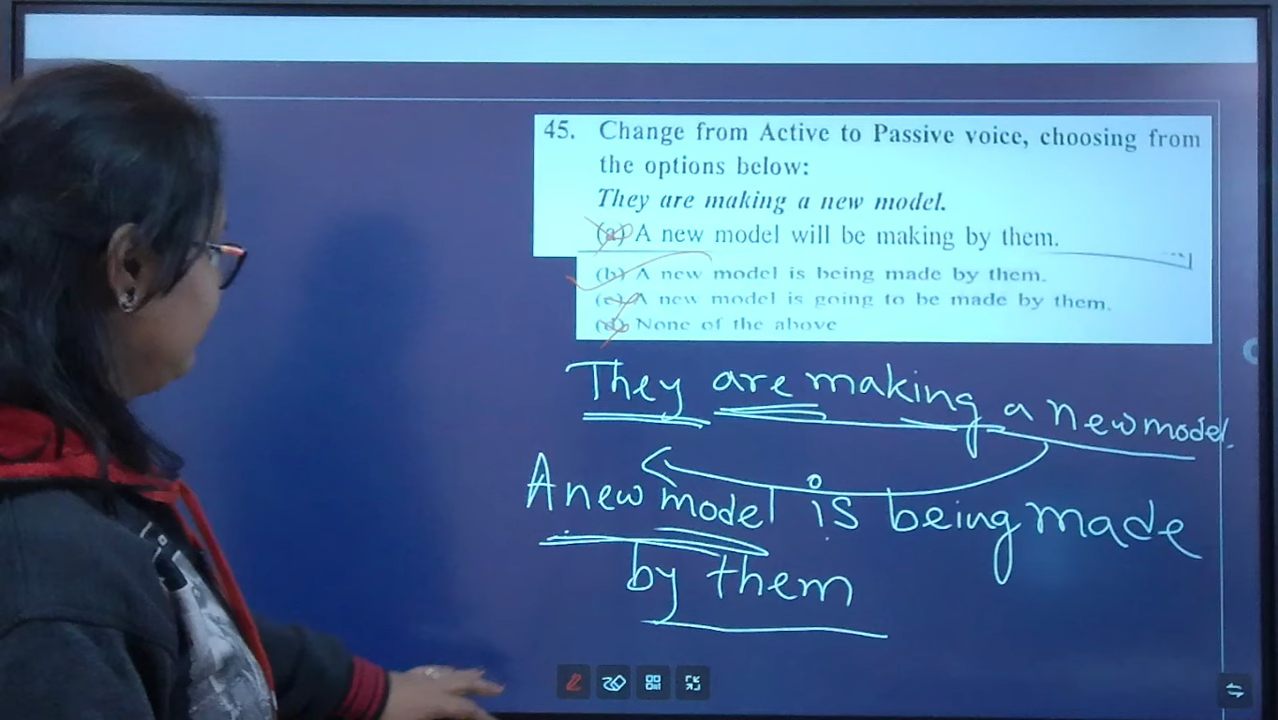 45. Change from Active to Passive voice, choosing from
the options below:
They are making a new model.
(a) A new model will be making by them.
(b) A new model is being made by them.
(c) A new model is going to be made by them.
(d) None of the above
They are making a new model.
A new model is being made
by them